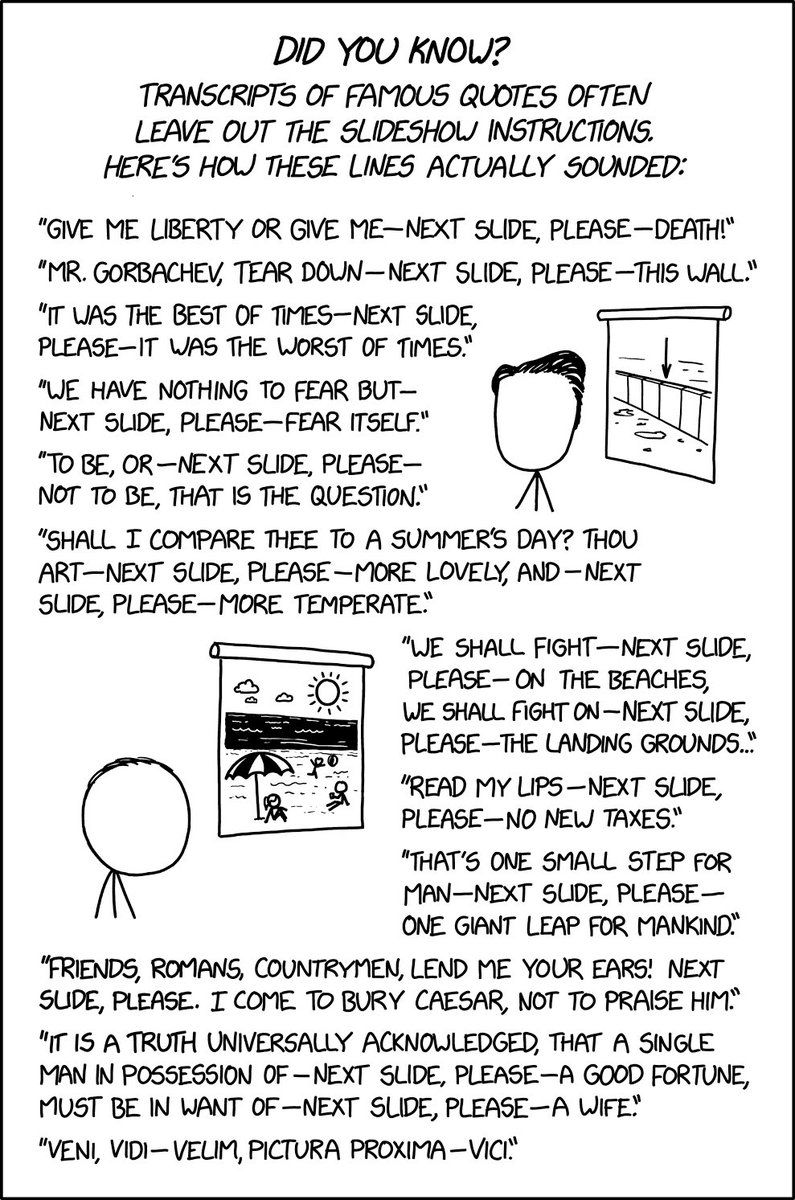 DID YOU KNOW?
TRANSCRIPTS OF FAMOUS QUOTES OFTEN
LEAVE OUT THE SLIDESHOW INSTRUCTIONS.
HERE'S HOW THESE LINES ACTUALLY SOUNDED:
"GIVE ME LIBERTY OR GIVE ME—NEXT SLIDE, PLEASE—DEATH!"
"MR. GORBACHEV, TEAR DOWN—NEXT SLIDE, PLEASE—THIS WALL."
"IT WAS THE BEST OF TIMES—NEXT SLIDE,
PLEASE—IT WAS THE WORST OF TIMES."
"WE HAVE NOTHING TO FEAR BUT—
NEXT SLIDE, PLEASE—FEAR ITSELF."
"TO BE, OR—NEXT SLIDE, PLEASE—
NOT TO BE, THAT IS THE QUESTION."
"SHALL I COMPARE THEE TO A SUMMER'S DAY? THOU
ART—NEXT SLIDE, PLEASE—MORE LOVELY, AND—NEXT
SLIDE, PLEASE—MORE TEMPERATE."
"WE SHALL FIGHT—NEXT SLIDE,
PLEASE—ON THE BEACHES,
WE SHALL FIGHT ON—NEXT SLIDE,
PLEASE—THE LANDING GROUNDS..."
"READ MY LIPS—NEXT SLIDE,
PLEASE—NO NEW TAXES."
"THAT'S ONE SMALL STEP FOR
MAN—NEXT SLIDE, PLEASE—
ONE GIANT LEAP FOR MANKIND."
"FRIENDS, ROMANS, COUNTRYMEN, LEND ME YOUR EARS! NEXT
SLIDE, PLEASE. I COME TO BURY CAESAR, NOT TO PRAISE HIM."
"IT IS A TRUTH UNIVERSALLY ACKNOWLEDGED, THAT A SINGLE
MAN IN POSSESSION OF—NEXT SLIDE, PLEASE—A GOOD FORTUNE,
MUST BE IN WANT OF—NEXT SLIDE, PLEASE—A WIFE."
"VENI, VIDI—VELIM, PICTURA PROXIMA—VICI."